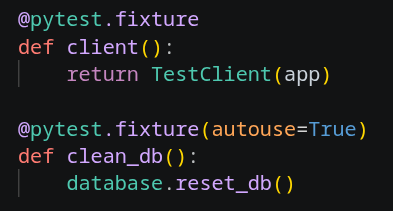 @pytest.fixture
def client():
    return TestClient(app)

@pytest.fixture(autouse=True)
def clean_db():
    database.reset_db()